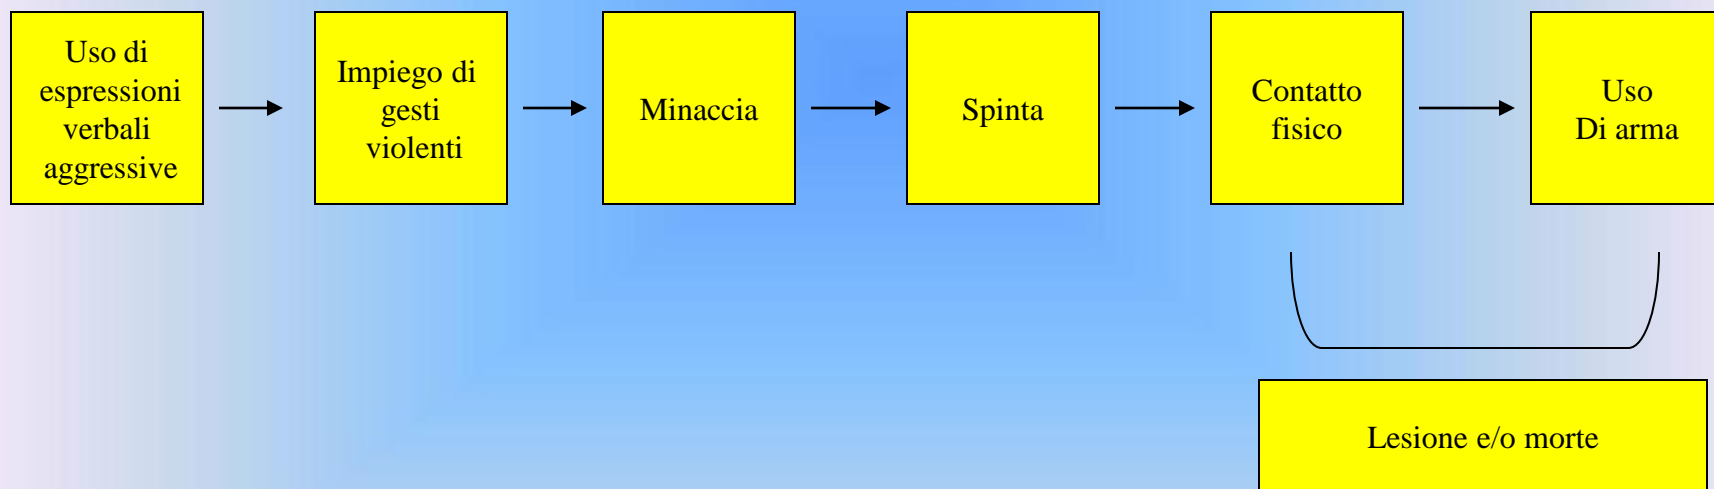 Uso di
espressioni
verbali
aggressive
Impiego di
gesti
violenti
Minaccia
Spinta
Contatto
fisico
Uso
Di arma
Lesione e/o morte